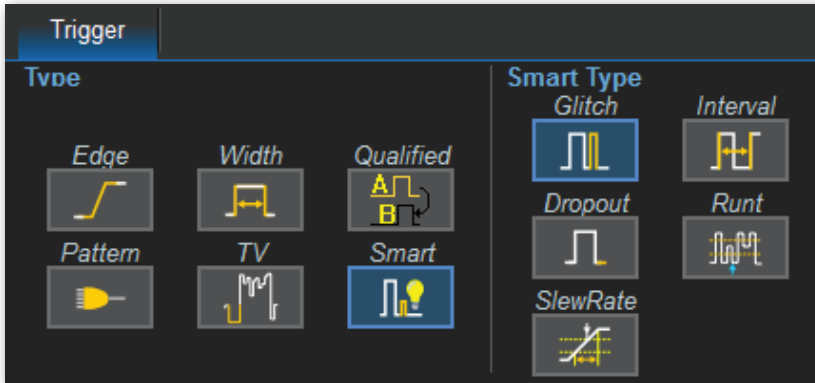 Trigger
Type
Smart Type
Glitch Interval
Edge Width Qualified
A
B
Dropout Runt
Pattern TV Smart
SlewRate